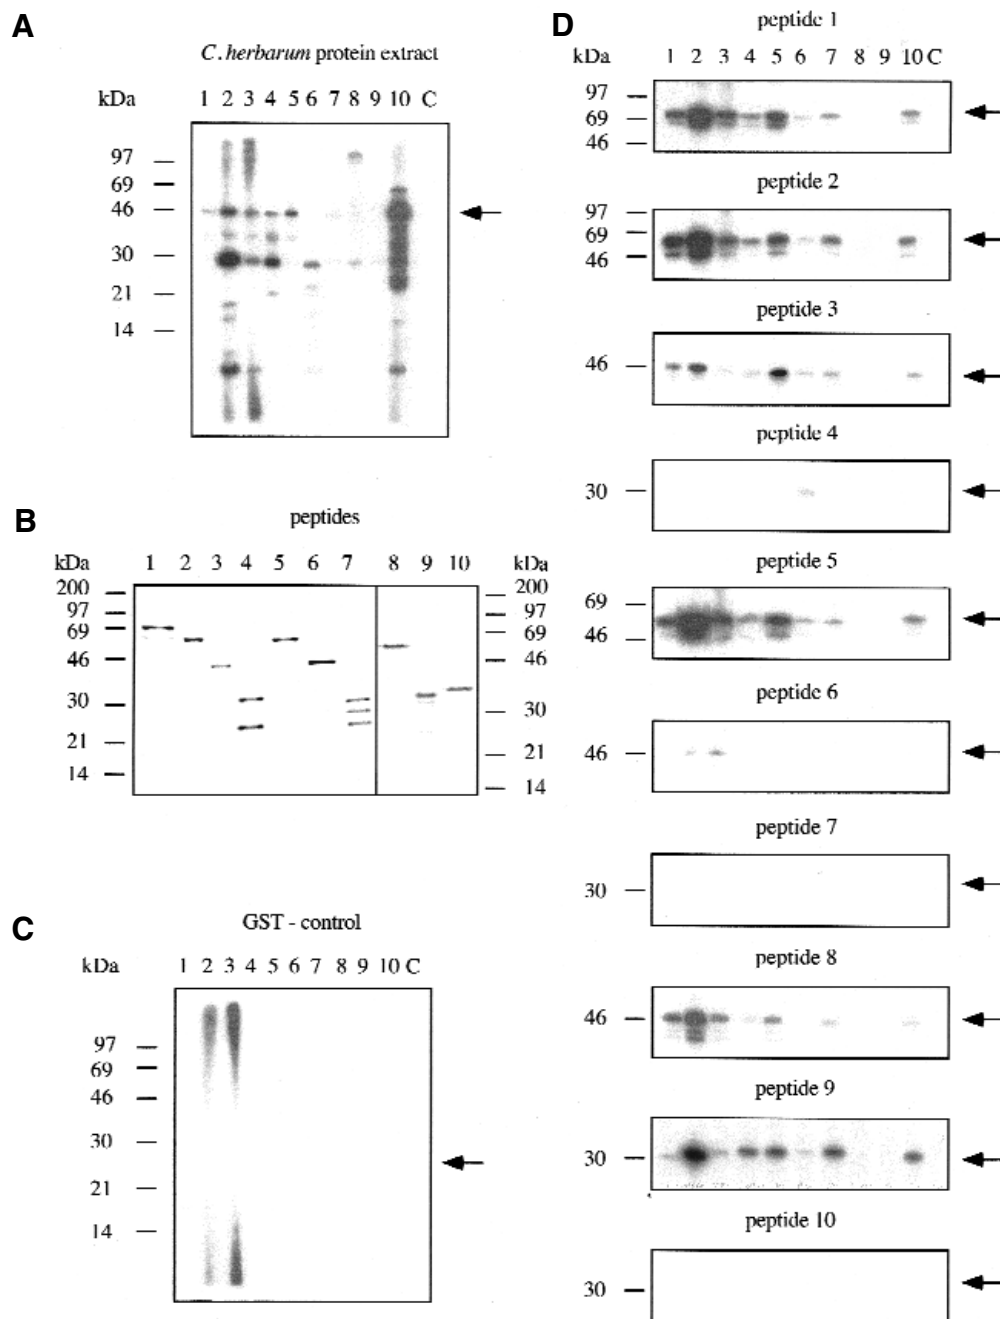 A
C.herbarum protein extract
kDa 1 2 3 4 5 6 7 8 9 10 C
97
69
46
30
21
14
B
peptides
kDa 1 2 3 4 5 6 7 8 9 10 kDa
200 200
97 97
69 69
46 46
30 30
21 21
14 14
C
GST - control
kDa 1 2 3 4 5 6 7 8 9 10 C
97
69
46
30
21
14
D
peptide 1
kDa 1 2 3 4 5 6 7 8 9 10 C
97
69
46
peptide 2
97
69
46
peptide 3
46
peptide 4
30
peptide 5
69
46
peptide 6
46
peptide 7
30
peptide 8
46
peptide 9
30
peptide 10
30